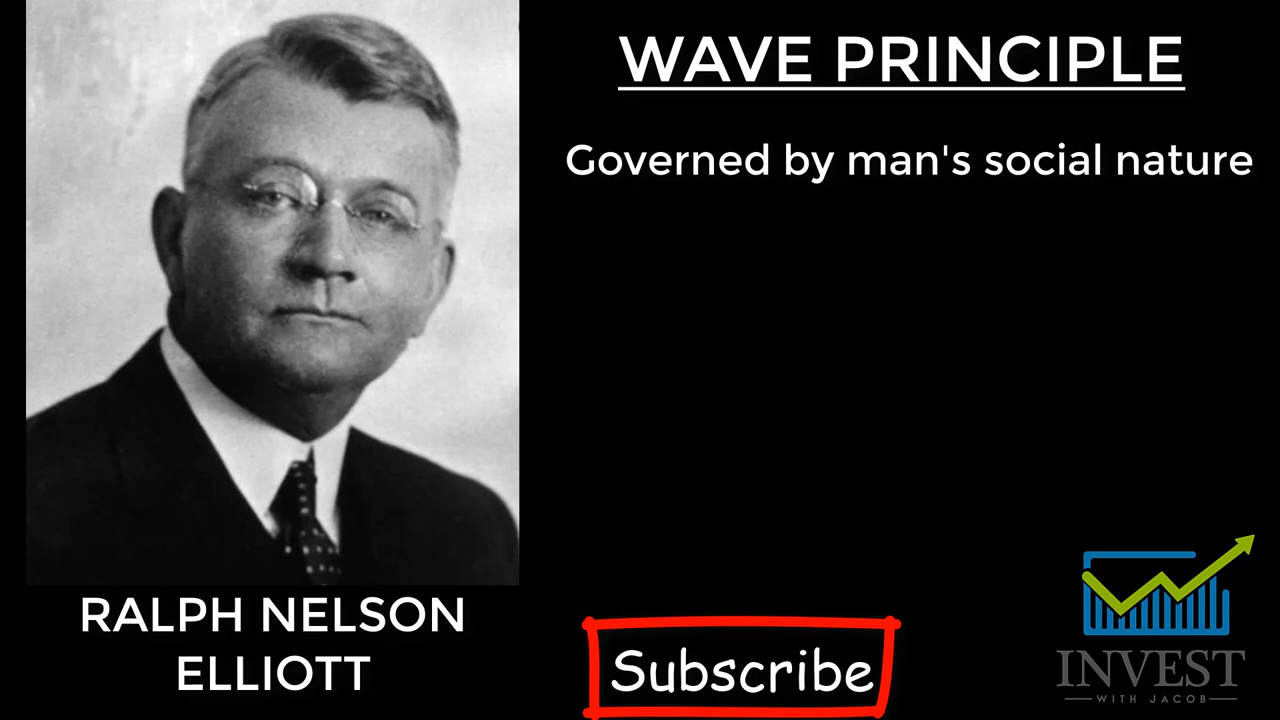 WAVE PRINCIPLE
Governed by man's social nature
RALPH NELSON
ELLIOTT
Subscribe
INVEST
WITH JACOB